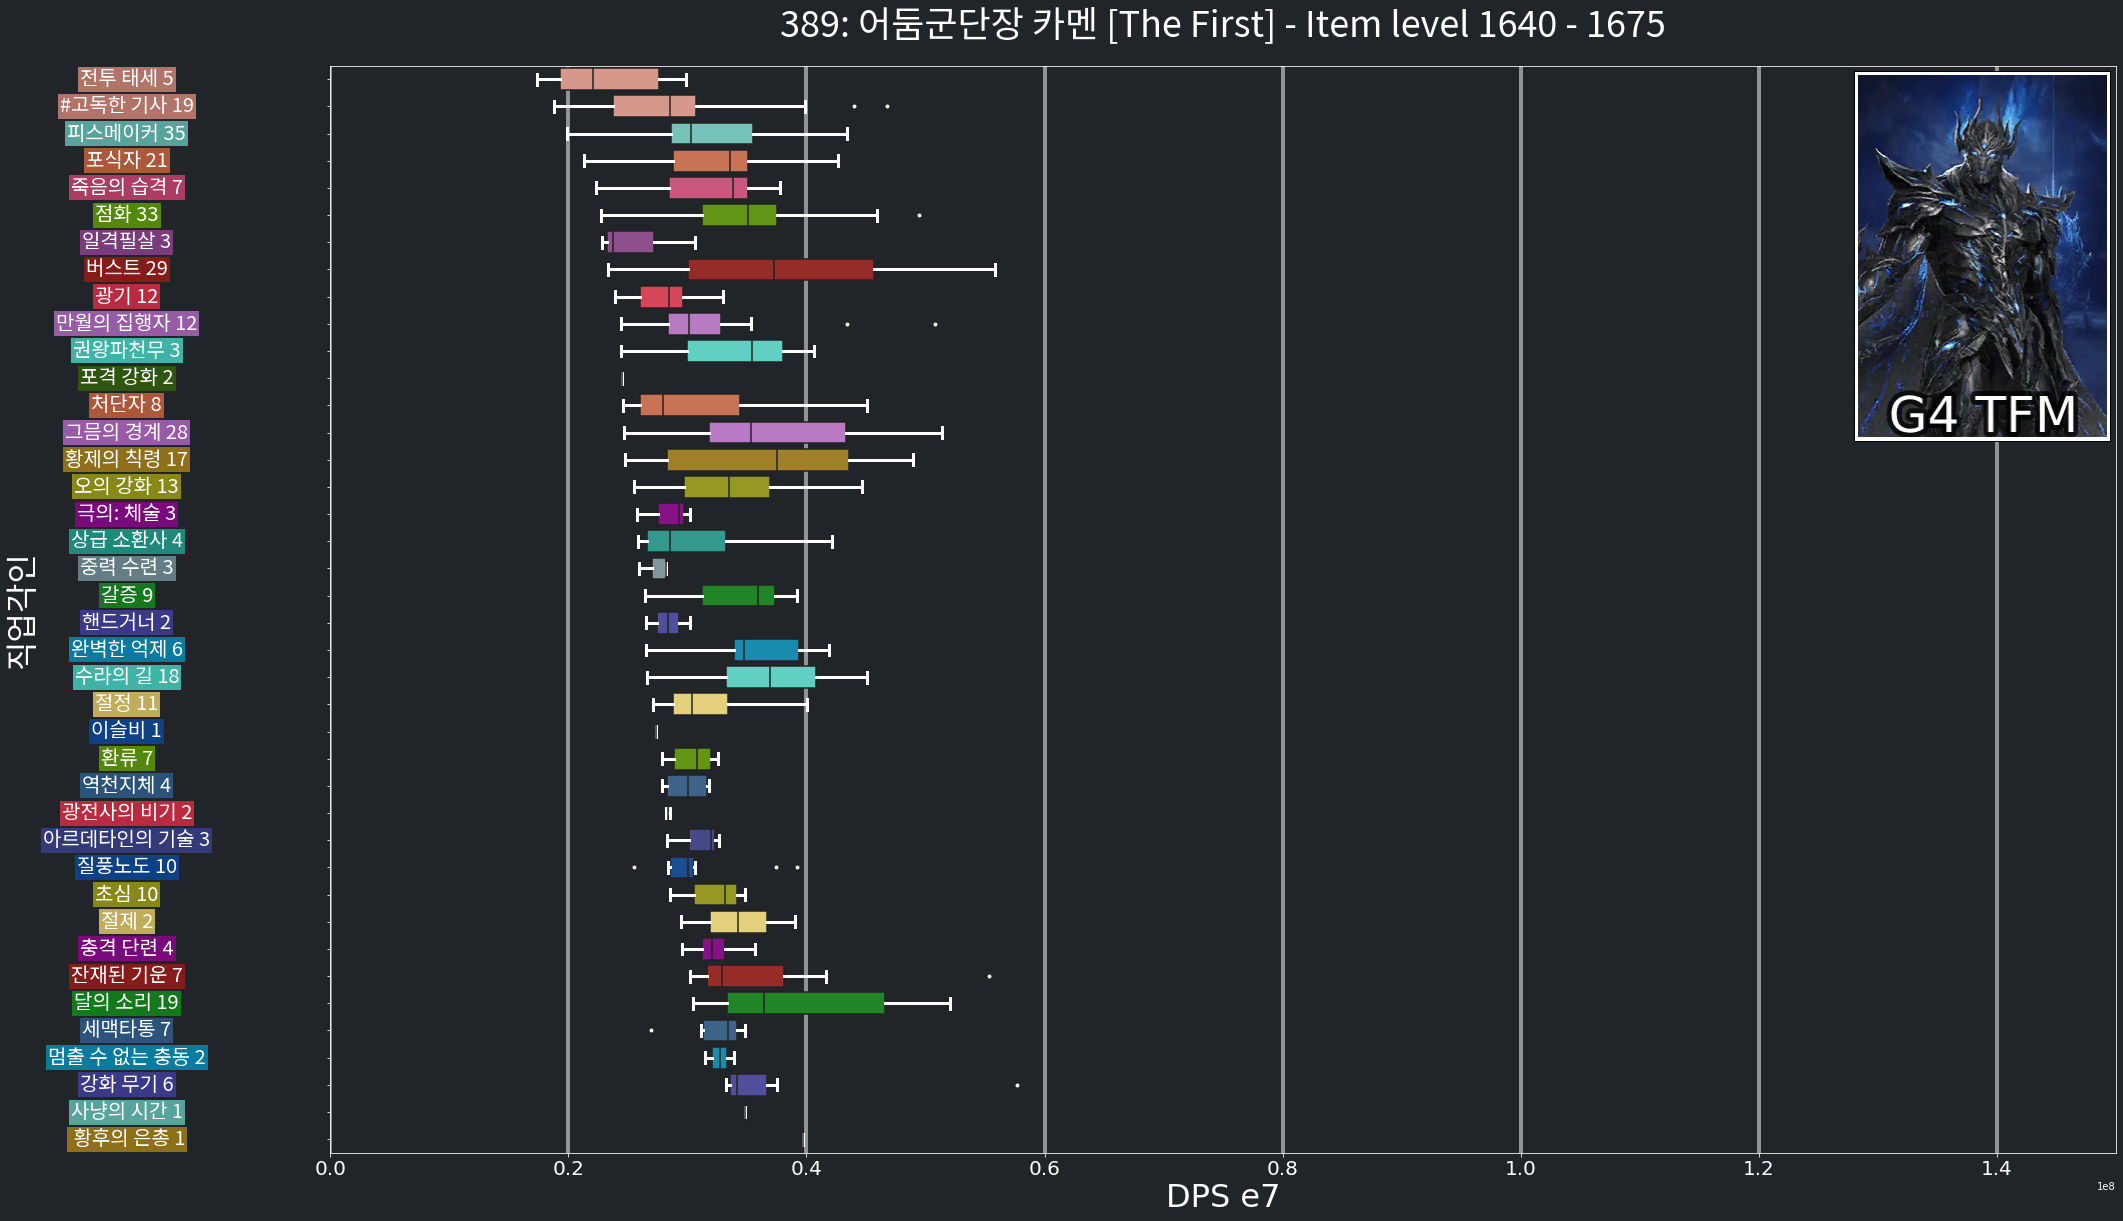 389: 어둠군단장 카멘 [The First] - Item level 1640 - 1675
전투 태세 5
#고독한 기사 19
피스메이커 35
포식자 21
죽음의 습격 7
점화 33
일격필살 3
버스트 29
광기 12
만월의 집행자 12
권왕파천무 3
포격 강화 2
처단자 8
그믐의 경계 28
황제의 칙령 17
오의 강화 13
극의: 체술 3
상급 소환사 4
중력 수련 3
갈증 9
핸드거너 2
완벽한 억제 6
수라의 길 18
절정 11
이슬비 1
환류 7
역천지체 4
광전사의 비기 2
아르데타인의 기술 3
질풍노도 10
초심 10
절제 2
충격 단련 4
잔재된 기운 7
달의 소리 19
세맥타통 7
멈출 수 없는 충동 2
강화 무기 6
사냥의 시간 1
황후의 은총 1
직업각인
G4 TFM
0.0 0.2 0.4 0.6 0.8 1.0 1.2 1.4
1e8
DPS e7